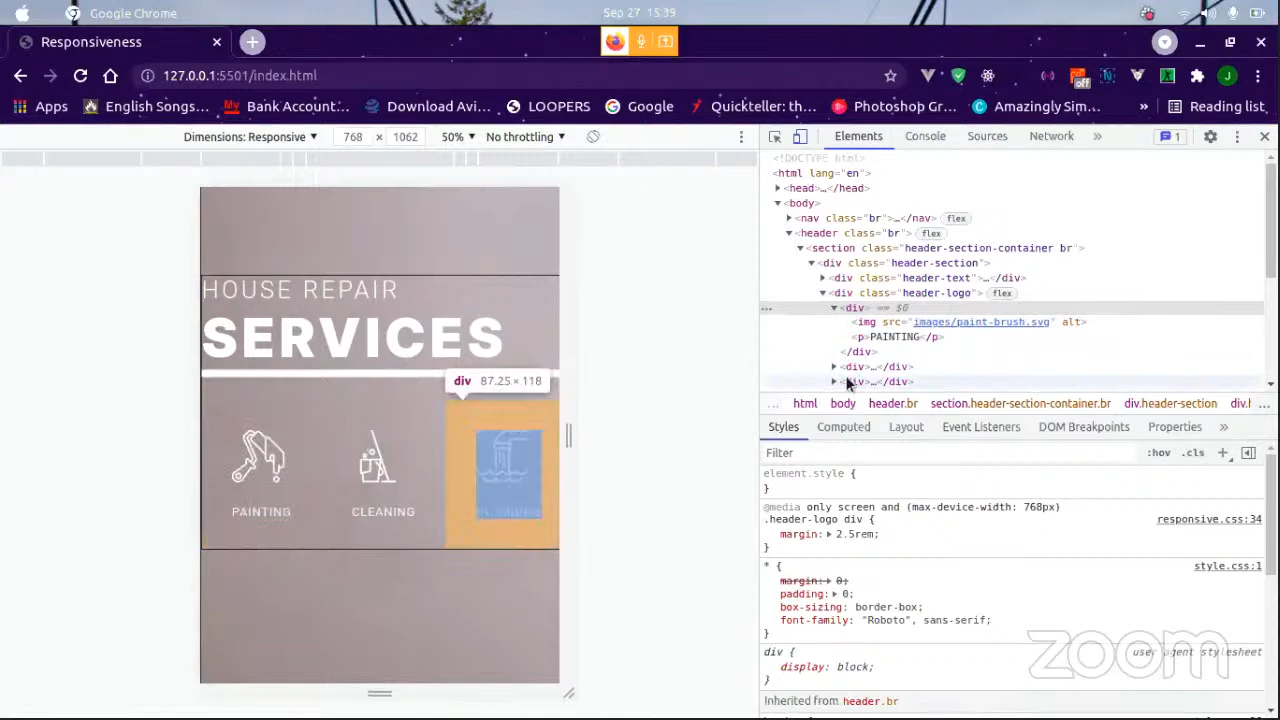 Google Chrome
Sep 27 15:39
Responsiveness
127.0.0.1:5501/index.html
off
J
Apps
English Songs...
Bank Account...
Download Avi...
LOOPERS
Google
Quickteller: th...
Photoshop Gr...
Amazingly Sim...
»
Reading list
Dimensions: Responsive
768
×
1062
50%
No throttling
Elements
Console
Sources
Network
»
1
<!DOCTYPE html>
<html lang="en">
<head>…</head>
<body>
<nav class="br">…</nav>
flex
<header class="br">
flex
<section class="header-section-container br">
<div class="header-section">
<div class="header-text">…</div>
<div class="header-logo">
flex
<div> == $0
<img src="images/paint-brush.svg" alt>
<p>PAINTING</p>
</div>
<div>…</div>
<div>…</div>
... html body header.br section.header-section-container.br div.header-section div.h ...
Styles
Computed
Layout
Event Listeners
DOM Breakpoints
Properties
»
Filter
:hov
.cls
+
element.style {
}
@media only screen and (max-device-width: 768px)
.header-logo div {
responsive.css:34
margin: 2.5rem;
}
* {
style.css:1
margin: 0;
padding: 0;
box-sizing: border-box;
font-family: "Roboto", sans-serif;
}
div {
user agent stylesheet
display: block;
}
Inherited from header.br
HOUSE REPAIR
SERVICES
div 87.25 × 118
PAINTING
CLEANING
zoom